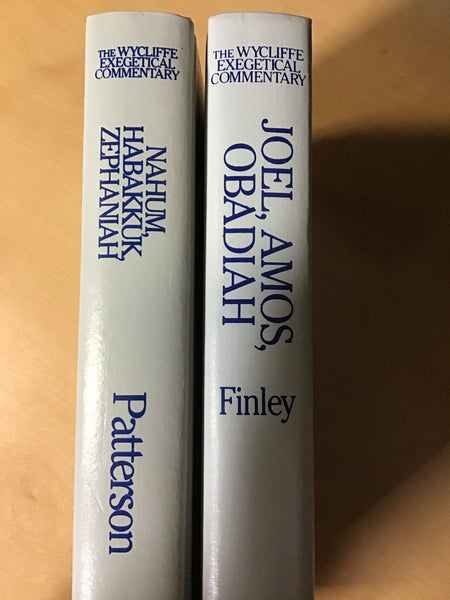 THE WYCLIFFE
EXEGETICAL
COMMENTARY
NAHUM,
HABAKKUK,
ZEPHANIAH
Patterson
THE WYCLIFFE
EXEGETICAL
COMMENTARY
JOEL, AMOS,
OBADIAH
Finley